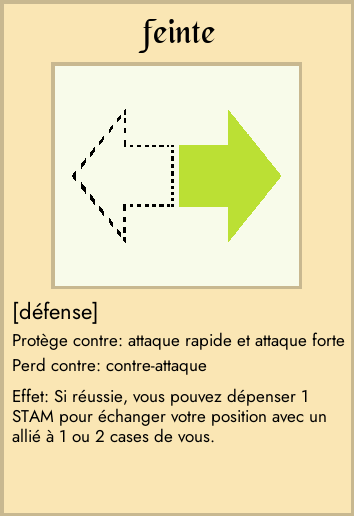 feinte
[défense]
Protège contre: attaque rapide et attaque forte
Perd contre: contre-attaque
Effet: Si réussie, vous pouvez dépenser 1
STAM pour échanger votre position avec un
allié à 1 ou 2 cases de vous.